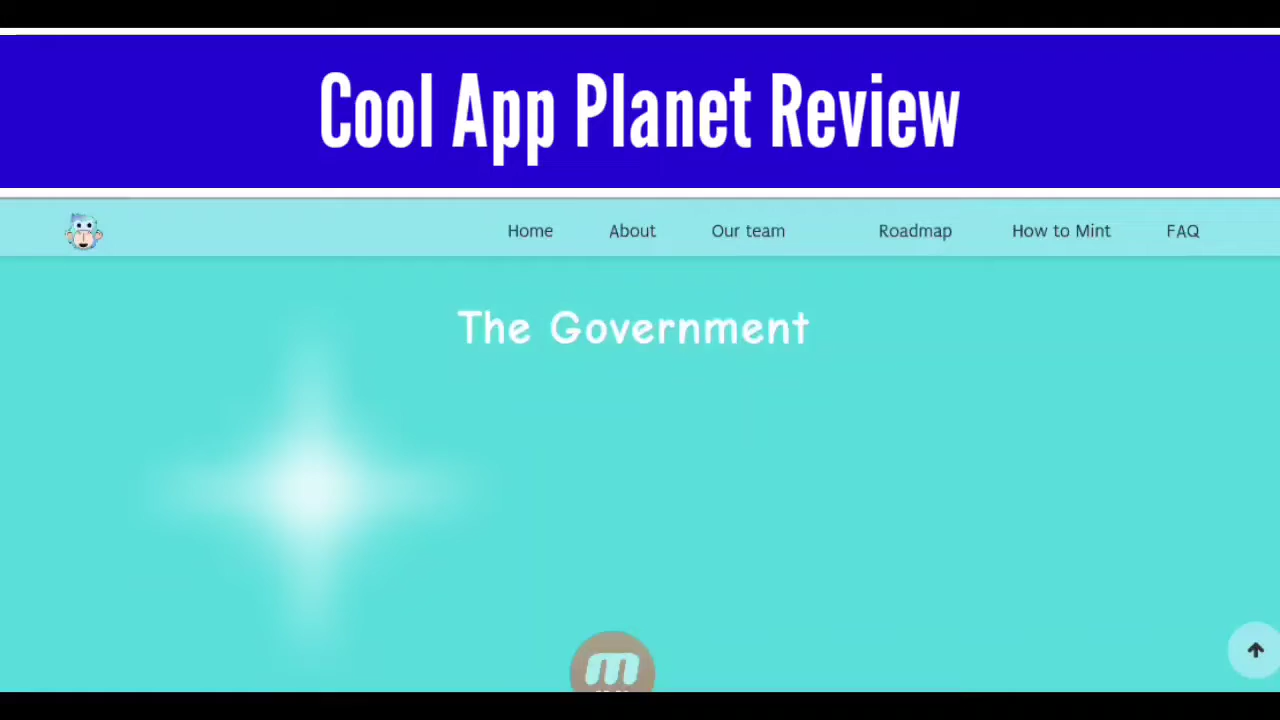 Cool App Planet Review
Home About Our team Roadmap How to Mint FAQ
The Government